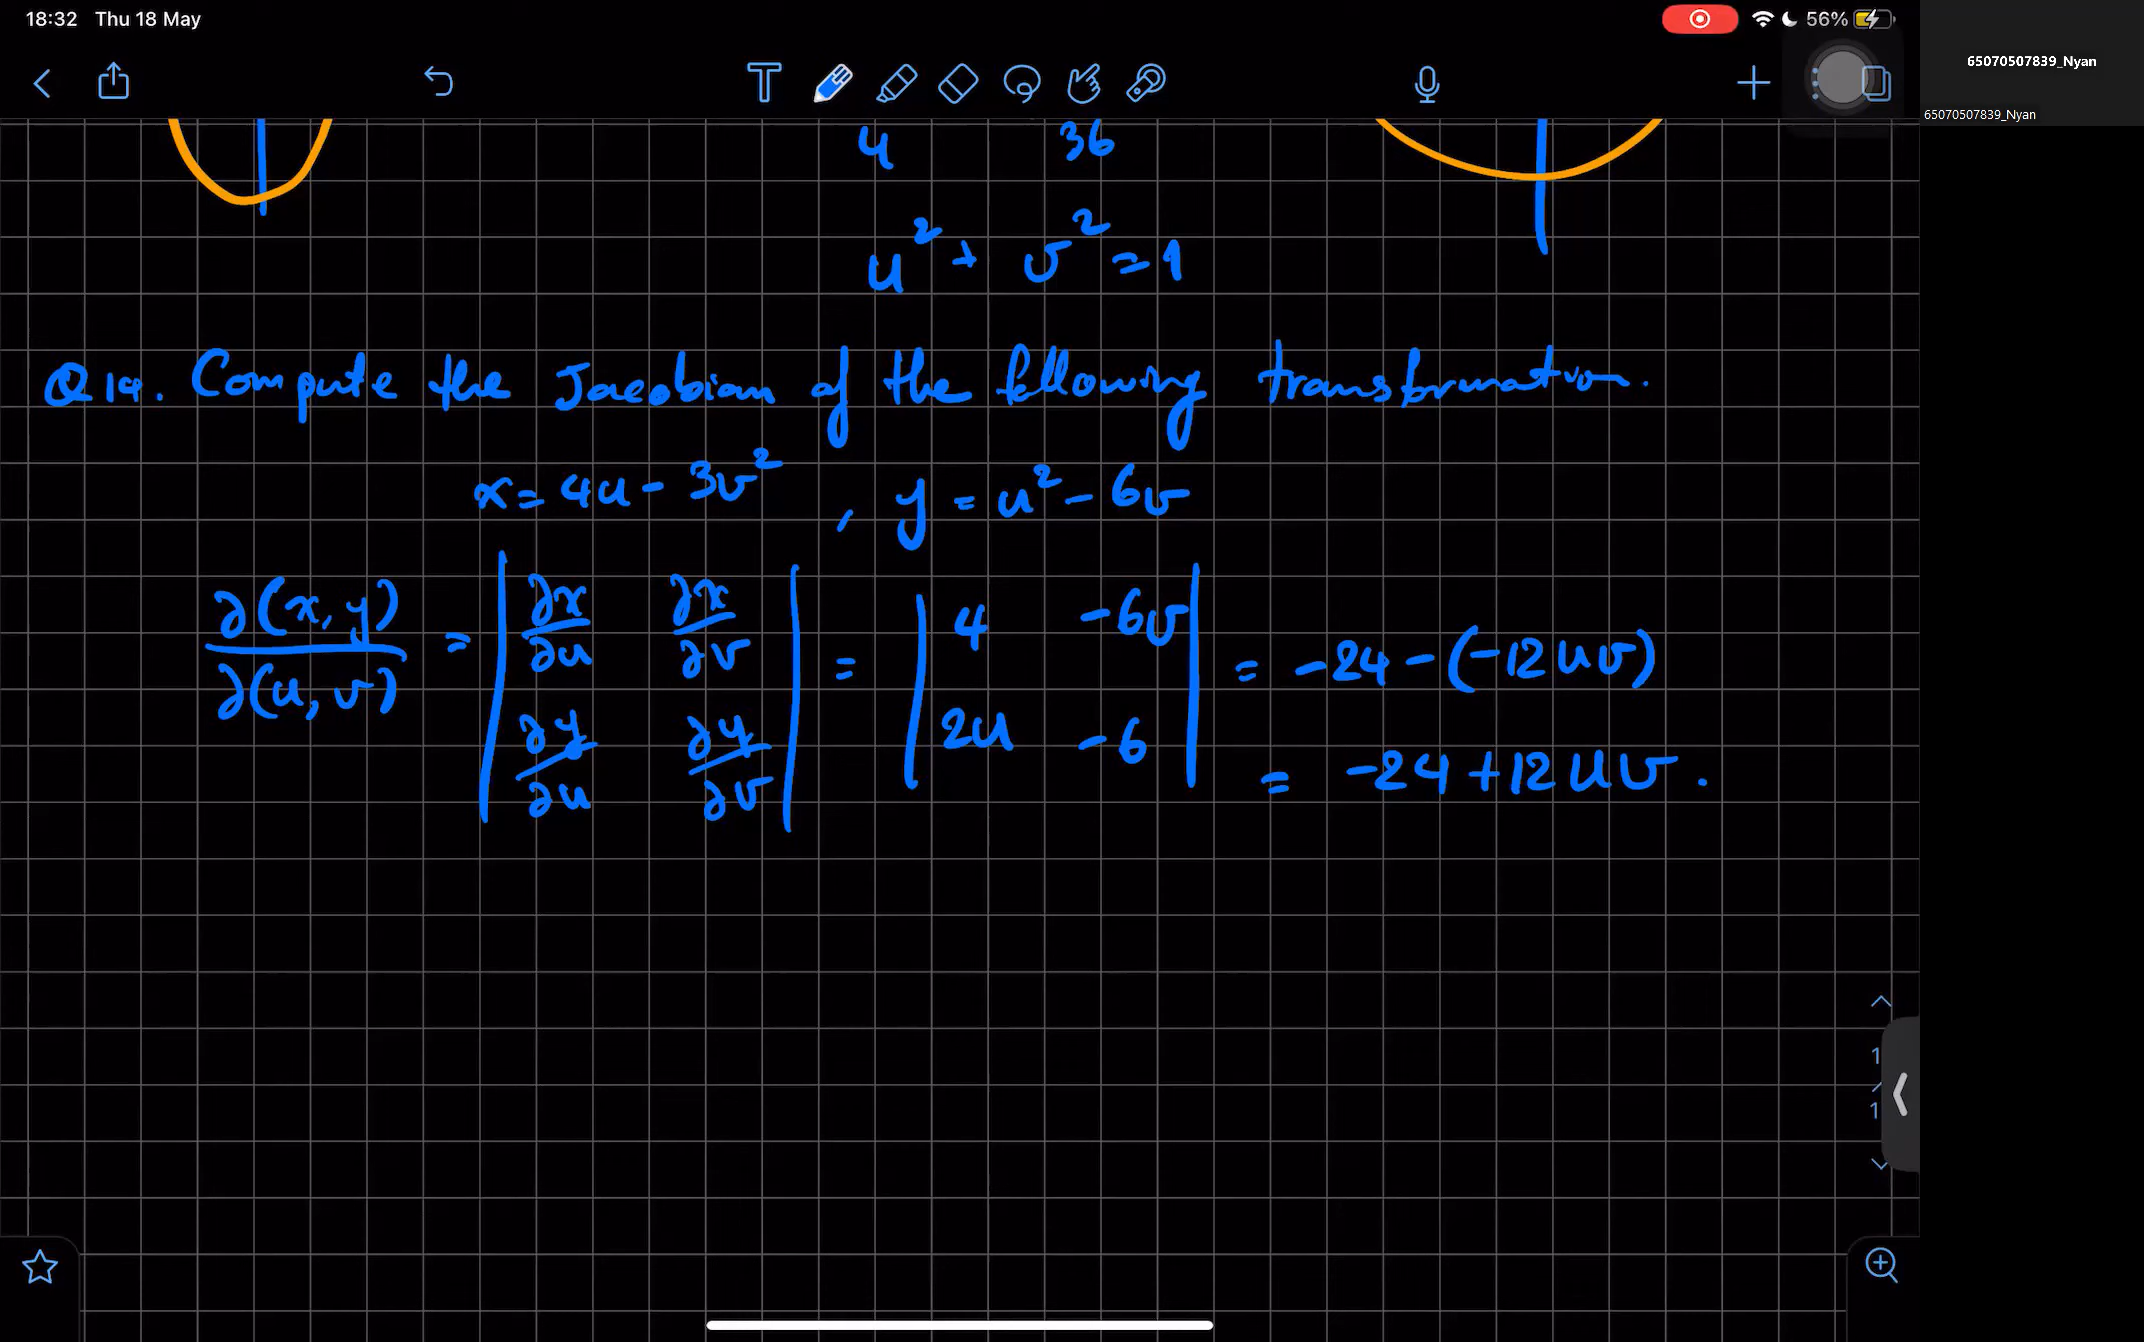 18:32 Thu 18 May
56%
65070507839_Nyan
65070507839_Nyan
4 36
u² + v² = 1
Q14. Compute the Jacobian of the following transformation.
x = 4u - 3v² , y = u² - 6v
∂(x, y)/∂(u, v) = | ∂x/∂u ∂x/∂v | = | 4 -6v | = -24 - (-12uv)
| ∂y/∂u ∂y/∂v | | 2u -6 |
= -24 + 12uv.